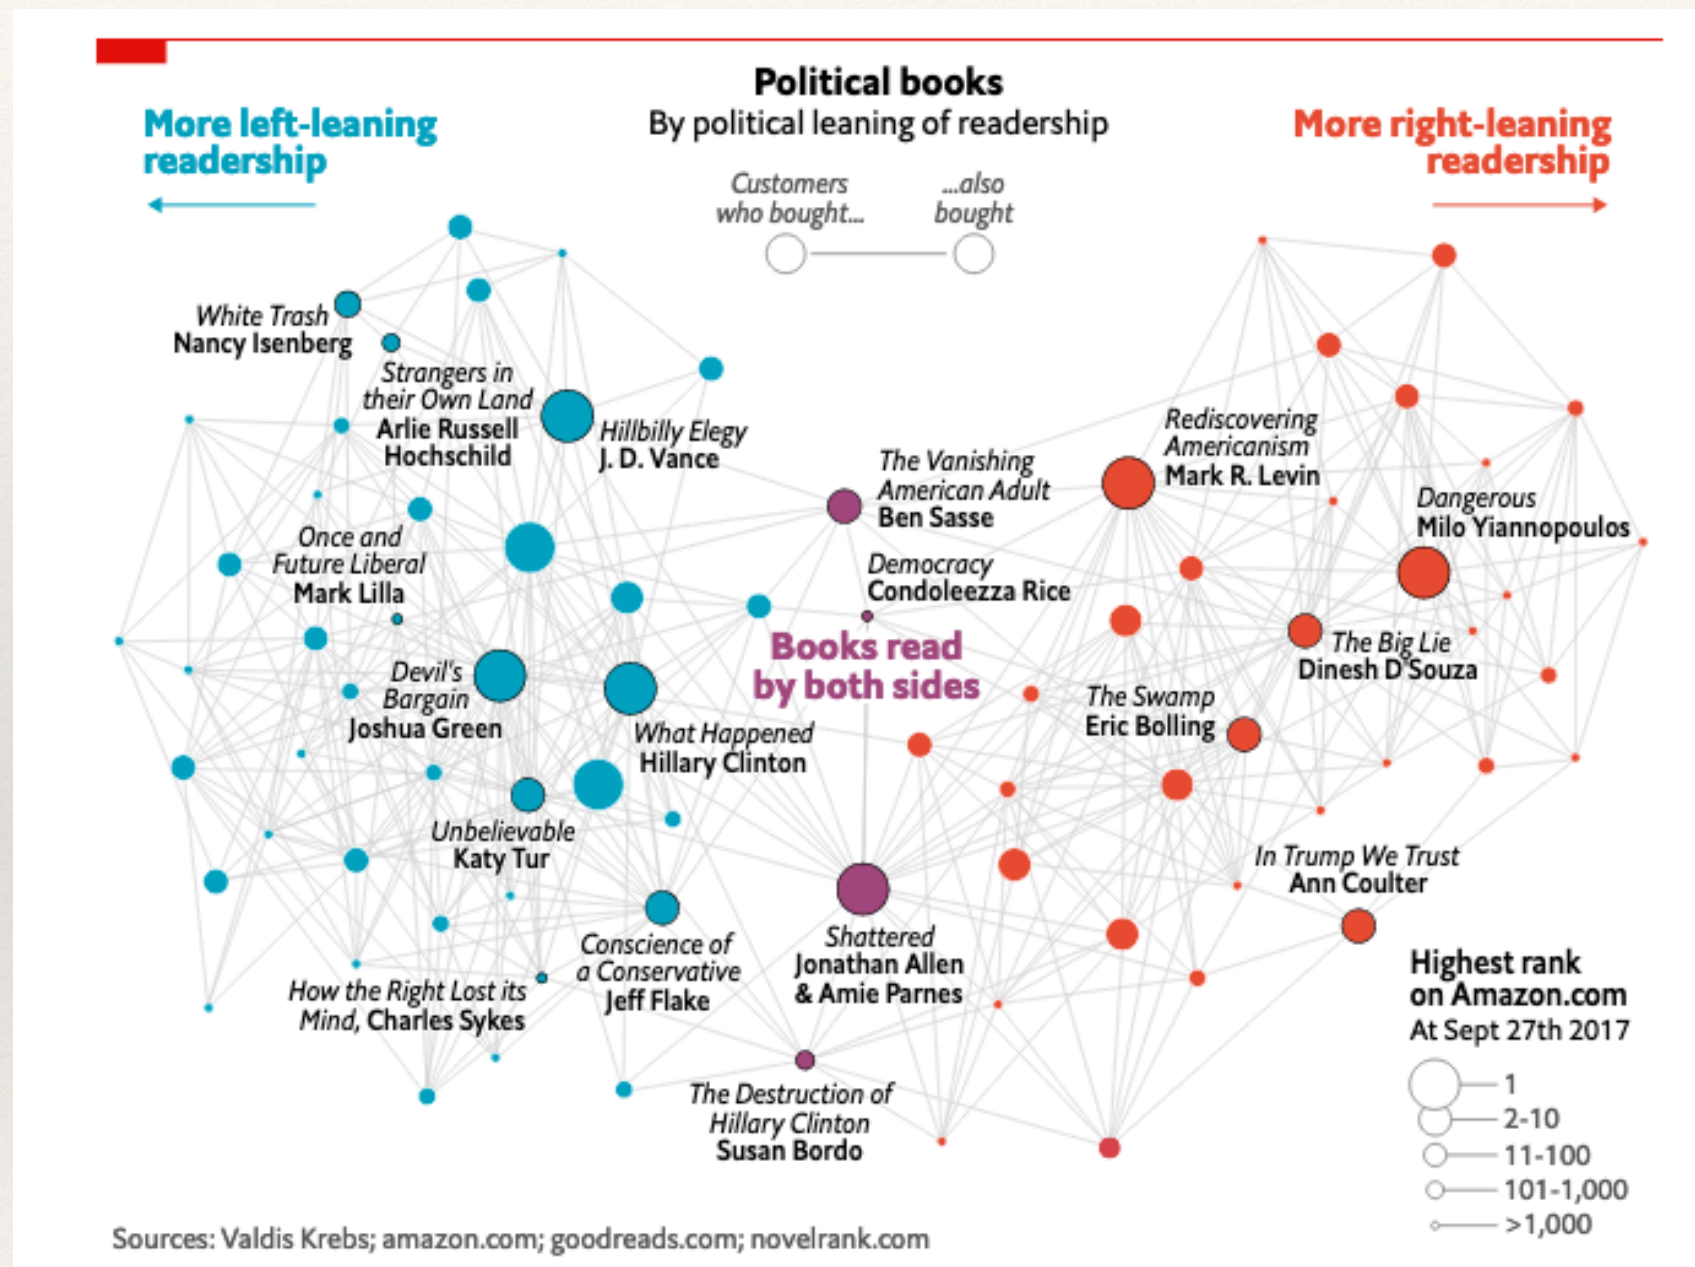 Political books
By political leaning of readership
More left-leaning
readership
More right-leaning
readership
Customers
who bought...
...also
bought
White Trash
Nancy Isenberg
Strangers in
their Own Land
Arlie Russell
Hochschild
Hillbilly Elegy
J. D. Vance
The Vanishing
American Adult
Ben Sasse
Rediscovering
Americanism
Mark R. Levin
Dangerous
Milo Yiannopoulos
Once and
Future Liberal
Mark Lilla
Democracy
Condoleezza Rice
Books read
by both sides
The Big Lie
Dinesh D'Souza
Devil's
Bargain
Joshua Green
What Happened
Hillary Clinton
The Swamp
Eric Bolling
Unbelievable
Katy Tur
In Trump We Trust
Ann Coulter
Conscience of
a Conservative
Jeff Flake
Shattered
Jonathan Allen
& Amie Parnes
How the Right Lost its
Mind, Charles Sykes
The Destruction of
Hillary Clinton
Susan Bordo
Highest rank
on Amazon.com
At Sept 27th 2017
1
2-10
11-100
101-1,000
>1,000
Sources: Valdis Krebs; amazon.com; goodreads.com; novelrank.com